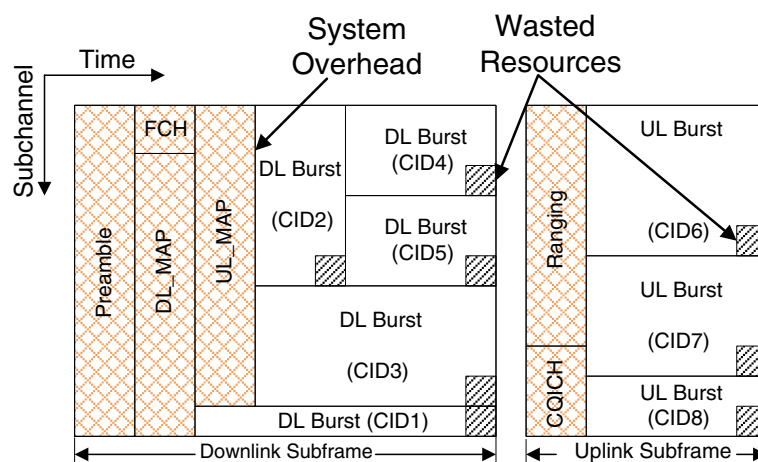 System
Overhead
Wasted
Resources
Time
Subchannel
Preamble
FCH
DL_MAP
UL_MAP
DL Burst
(CID2)
DL Burst
(CID4)
DL Burst
(CID5)
DL Burst
(CID3)
DL Burst (CID1)
Ranging
CQICH
UL Burst
(CID6)
UL Burst
(CID7)
UL Burst
(CID8)
Downlink Subframe
Uplink Subframe